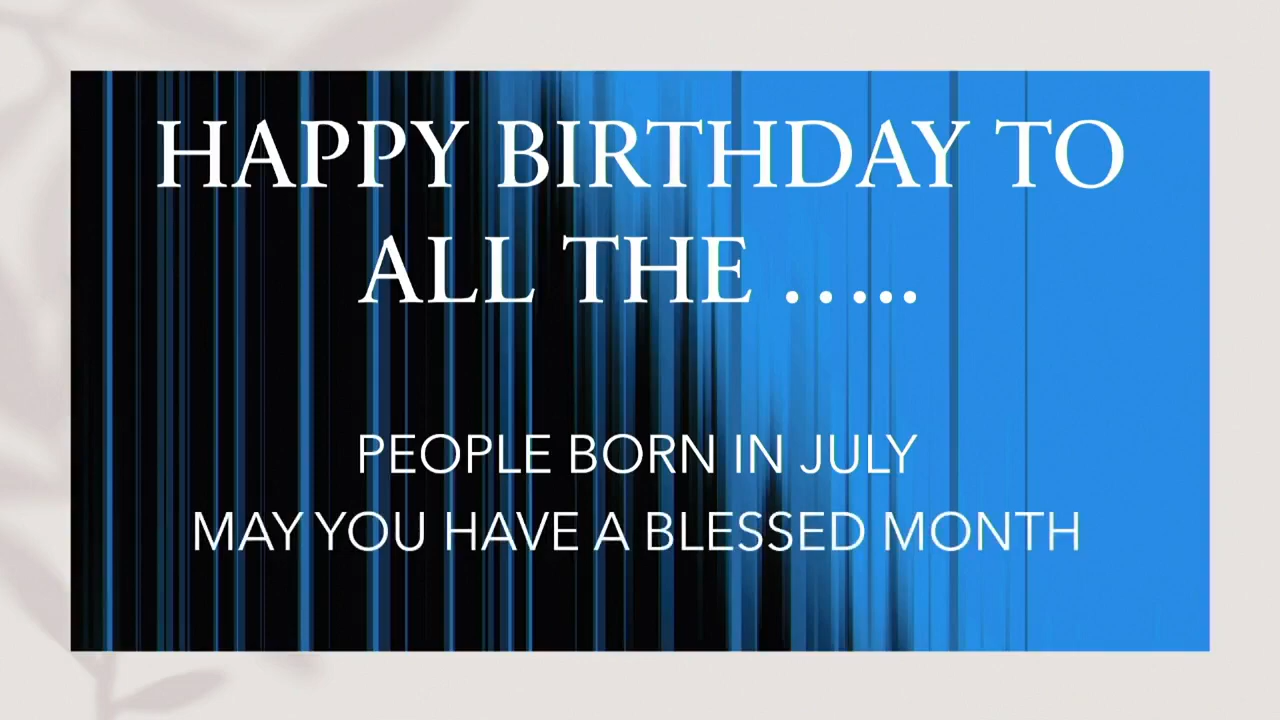 HAPPY BIRTHDAY TO
ALL THE …..
PEOPLE BORN IN JULY
MAY YOU HAVE A BLESSED MONTH